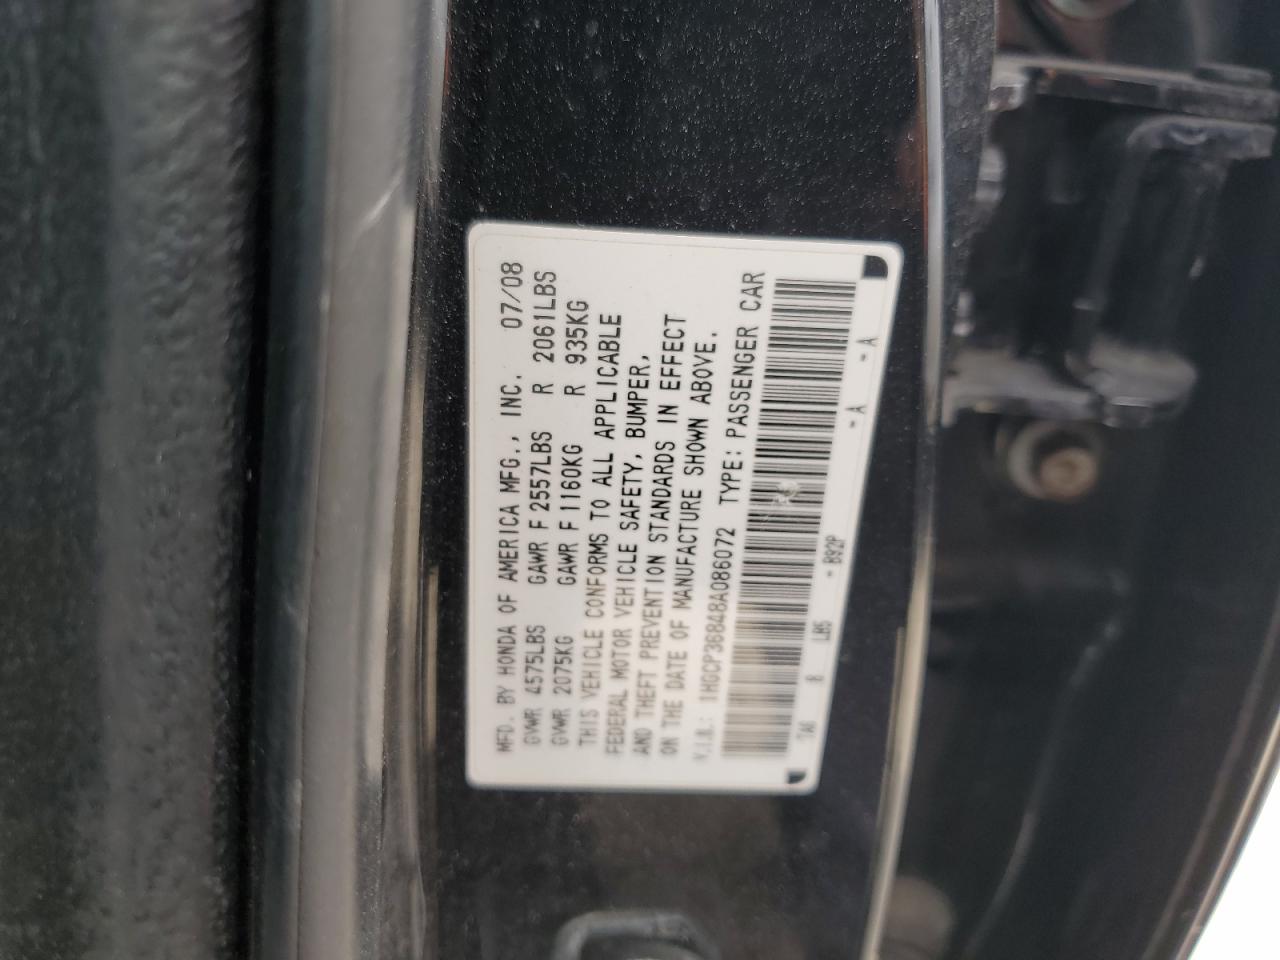 MFD. BY HONDA OF AMERICA MFG., INC. 07/08
GVWR 4575LBS GAWR F 2557LBS R 2061LBS
GVWR 2075KG GAWR F 1160KG R 935KG
THIS VEHICLE CONFORMS TO ALL APPLICABLE
FEDERAL MOTOR VEHICLE SAFETY, BUMPER,
AND THEFT PREVENTION STANDARDS IN EFFECT
ON THE DATE OF MANUFACTURE SHOWN ABOVE.
V.I.N.: 1HGCP36848A086072 TYPE: PASSENGER CAR
8 LB5 - B92P - A - A